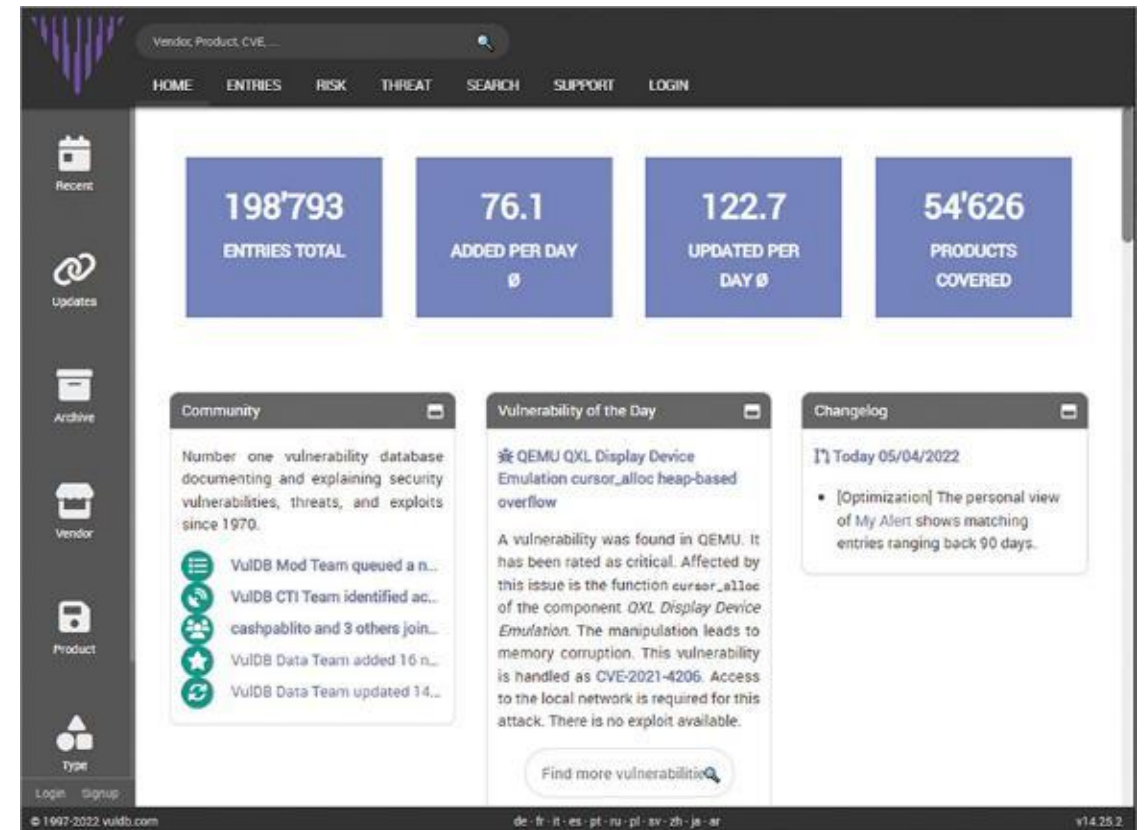 Vendor, Product, CVE, ...
HOME ENTRIES RISK THREAT SEARCH SUPPORT LOGIN
Recent
Updates
Archive
Vendor
Product
Type
Login Signup
198'793
ENTRIES TOTAL
76.1
ADDED PER DAY
Ø
122.7
UPDATED PER
DAY Ø
54'626
PRODUCTS
COVERED
Community
Number one vulnerability database
documenting and explaining security
vulnerabilities, threats, and exploits
since 1970.
VulDB Mod Team queued a n...
VulDB CTI Team identified ac...
cashpablito and 3 others join...
VulDB Data Team added 16 n...
VulDB Data Team updated 14...
Vulnerability of the Day
QEMU QXL Display Device
Emulation cursor_alloc heap-based
overflow
A vulnerability was found in QEMU. It
has been rated as critical. Affected by
this issue is the function cursor_alloc
of the component QXL Display Device
Emulation. The manipulation leads to
memory corruption. This vulnerability
is handled as CVE-2021-4206. Access
to the local network is required for this
attack. There is no exploit available.
Find more vulnerabilitie
Changelog
Today 05/04/2022
• [Optimization] The personal view
of My Alert shows matching
entries ranging back 90 days.
© 1997-2022 vuldb.com
de - fr - it - es - pt - ru - pl - sv - zh - ja - ar
v14.25.2